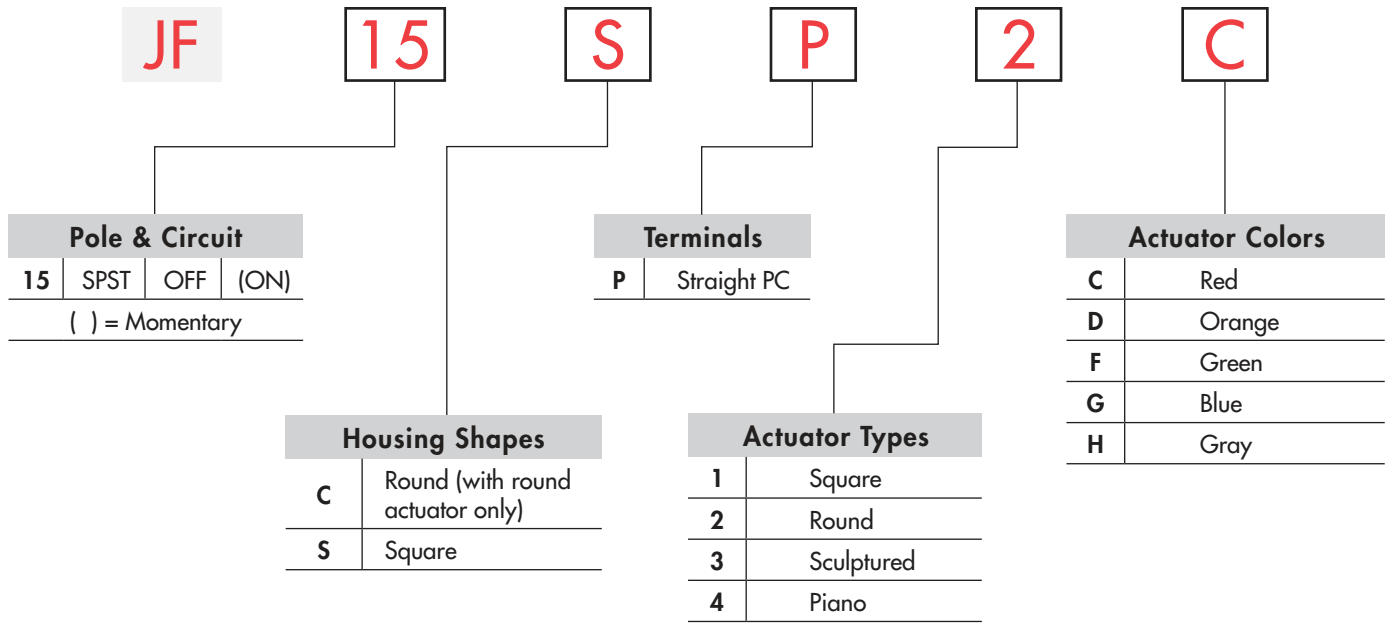 JF 15 S P 2 C
Pole & Circuit
15 SPST OFF (ON)
( ) = Momentary
Housing Shapes
C Round (with round
actuator only)
S Square
Terminals
P Straight PC
Actuator Types
1 Square
2 Round
3 Sculptured
4 Piano
Actuator Colors
C Red
D Orange
F Green
G Blue
H Gray